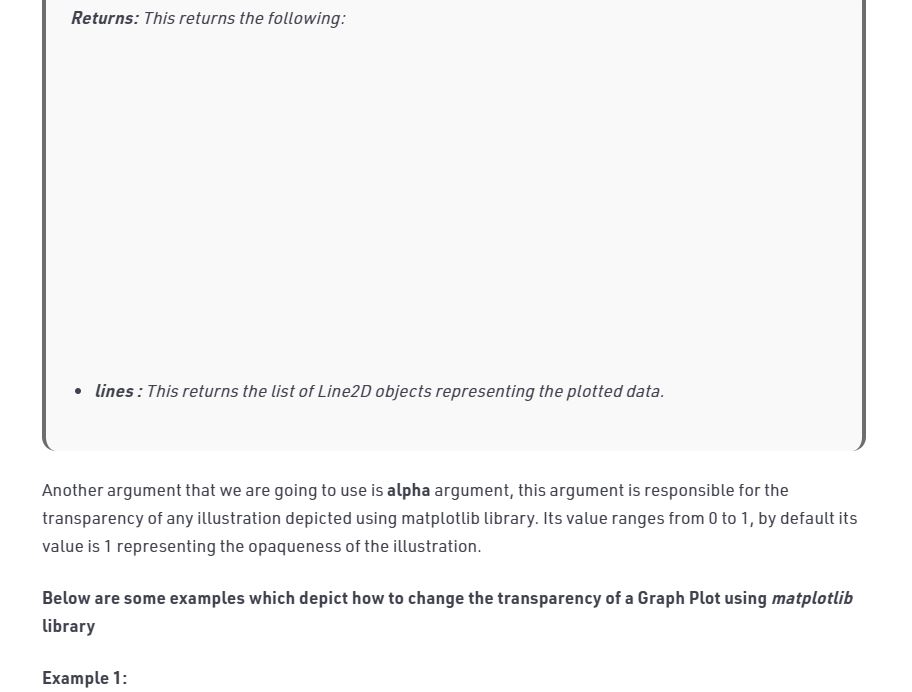 Returns: This returns the following:
• lines : This returns the list of Line2D objects representing the plotted data.
Another argument that we are going to use is alpha argument, this argument is responsible for the
transparency of any illustration depicted using matplotlib library. Its value ranges from 0 to 1, by default its
value is 1 representing the opaqueness of the illustration.
Below are some examples which depict how to change the transparency of a Graph Plot using matplotlib
library
Example 1: